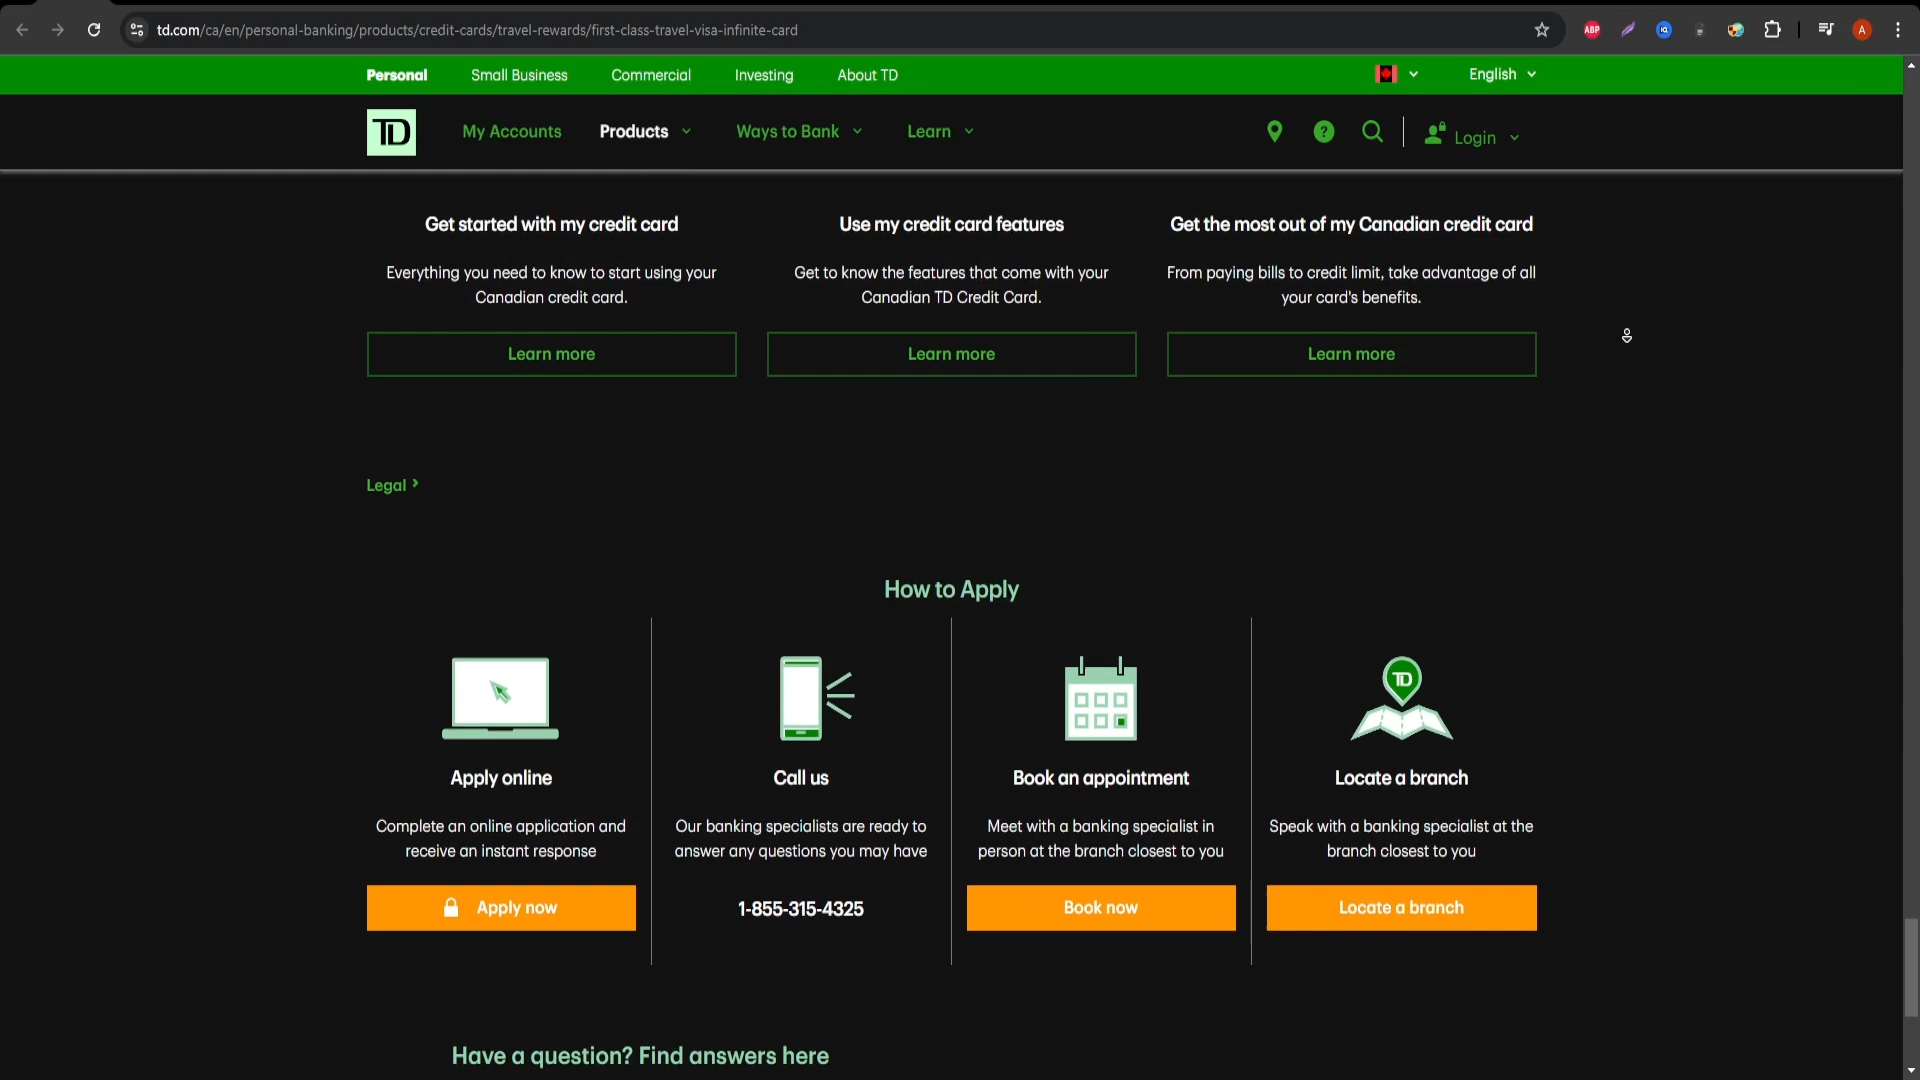 td.com/ca/en/personal-banking/products/credit-cards/travel-rewards/first-class-travel-visa-infinite-card
ABP
A
Personal
Small Business
Commercial
Investing
About TD
English
TD
My Accounts
Products
Ways to Bank
Learn
?
Login
Get started with my credit card
Everything you need to know to start using your
Canadian credit card.
Learn more
Use my credit card features
Get to know the features that come with your
Canadian TD Credit Card.
Learn more
Get the most out of my Canadian credit card
From paying bills to credit limit, take advantage of all
your card's benefits.
Learn more
Legal
How to Apply
Apply online
Complete an online application and
receive an instant response
Apply now
Call us
Our banking specialists are ready to
answer any questions you may have
1-855-315-4325
Book an appointment
Meet with a banking specialist in
person at the branch closest to you
Book now
TD
Locate a branch
Speak with a banking specialist at the
branch closest to you
Locate a branch
Have a question? Find answers here